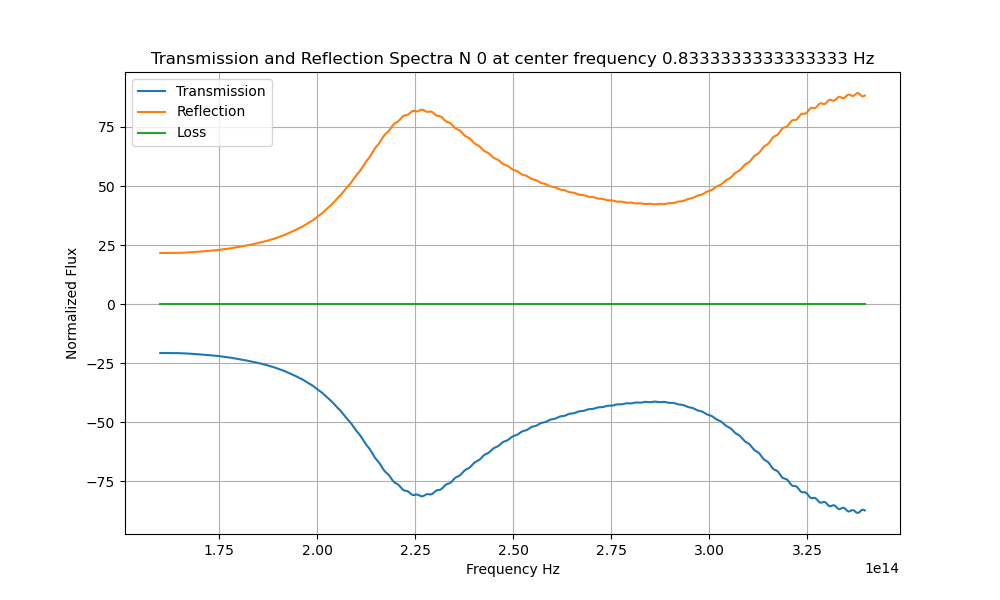 Transmission and Reflection Spectra N 0 at center frequency 0.8333333333333333 Hz
Transmission
Reflection
Loss
Normalized Flux
75
50
25
0
−25
−50
−75
1.75
2.00
2.25
2.50
2.75
3.00
3.25
1e14
Frequency Hz